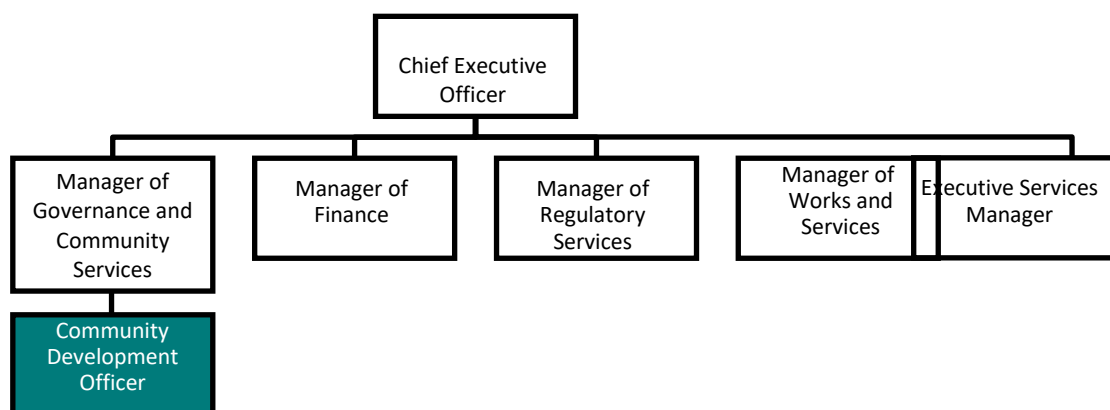 Chief Executive
Officer
Manager of
Governance and
Community
Services
Manager of
Finance
Manager of
Regulatory
Services
Manager of
Works and
Services
Executive Services
Manager
Community
Development
Officer